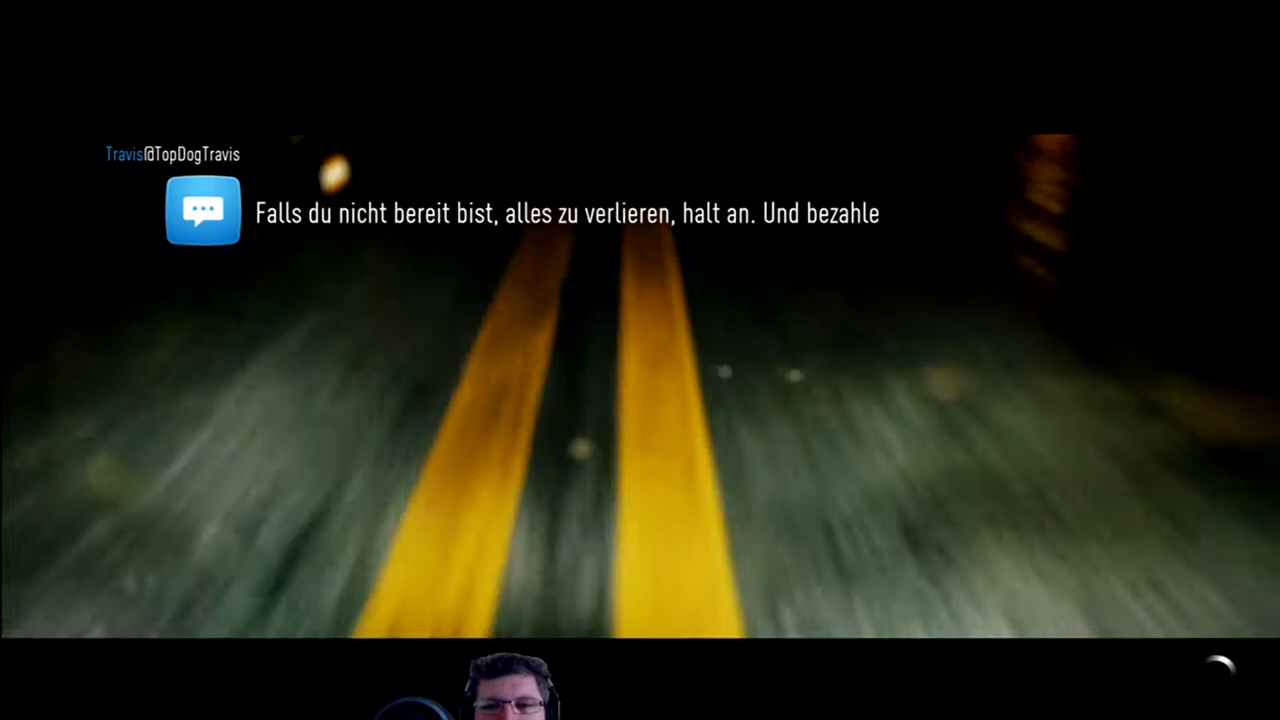 Travis@TopDogTravis
Falls du nicht bereit bist, alles zu verlieren, halt an. Und bezahle